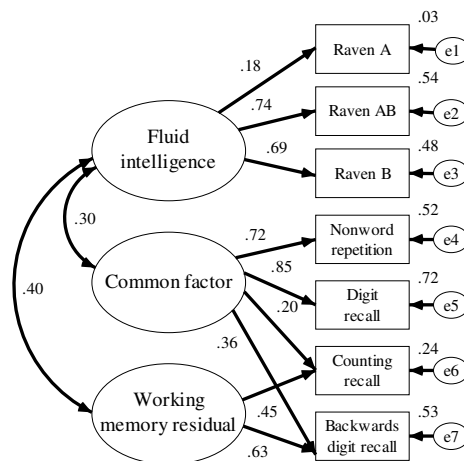 .03
Raven A
e1
.18
.54
.74
Raven AB
e2
Fluid
intelligence
.69
.48
Raven B
e3
.30
.52
.72
Nonword
repetition
e4
.85
.72
Common factor
.20
Digit
recall
e5
.40
.36
.24
Counting
recall
e6
Working
memory residual
.45
.53
.63
Backwards
digit recall
e7